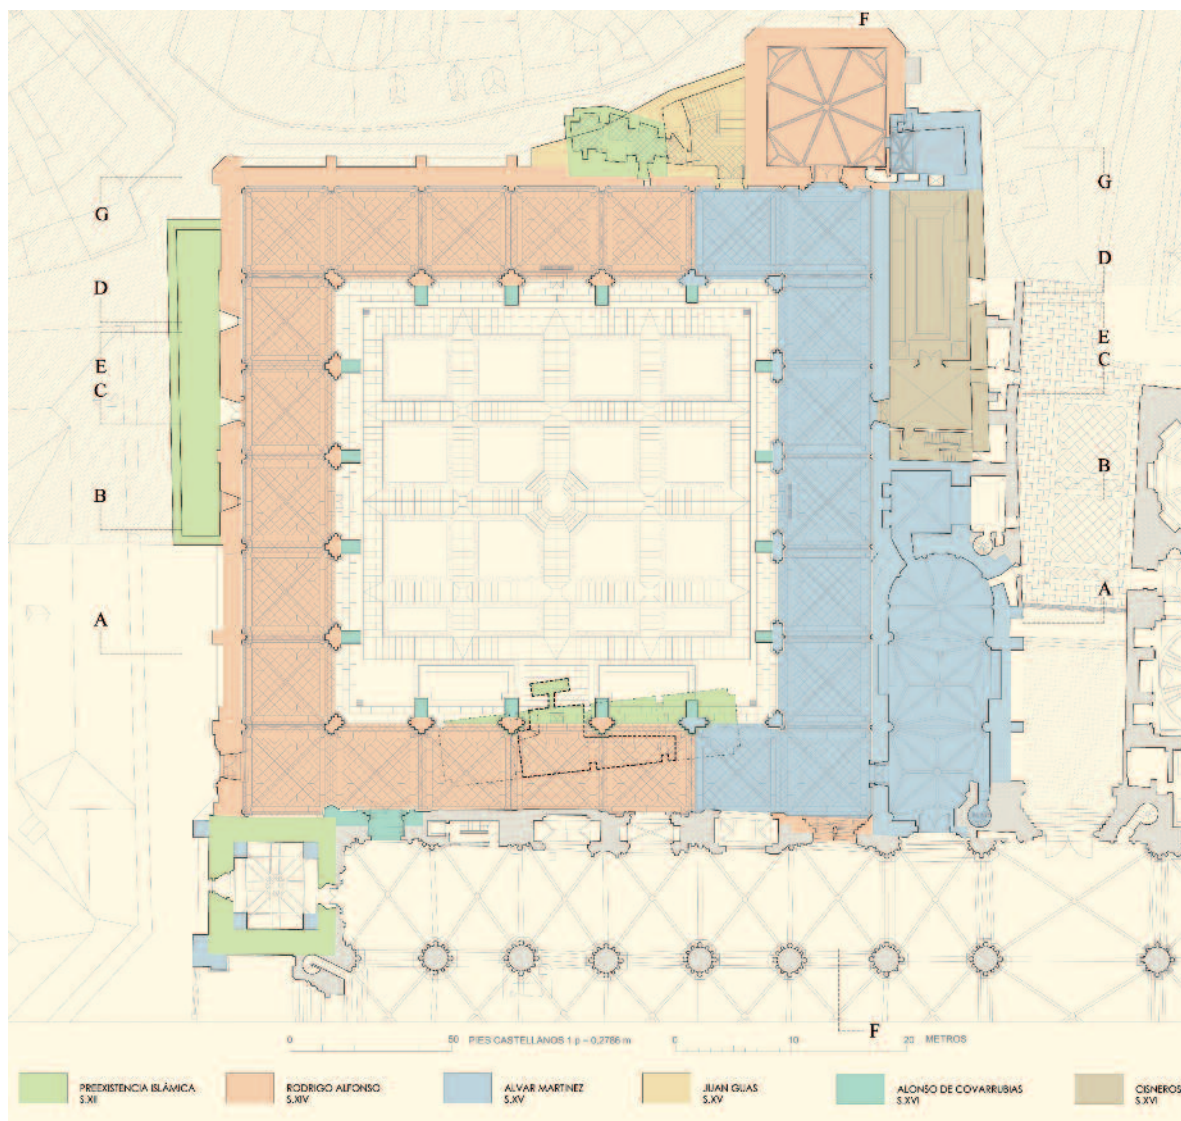 F
G
G
D
D
E
E
C
C
B
B
A
A
F
0 50 PIES CASTELLANOS 1 p = 0,2786 m 0 10 20 METROS
PREEXISTENCIA ISLÁMICA
S.XII
RODRIGO ALFONSO
S.XIV
ALVAR MARTINEZ
S.XV
JUAN GUAS
S.XV
ALONSO DE COVARRUBIAS
S.XVI
CISNEROS
S.XVI